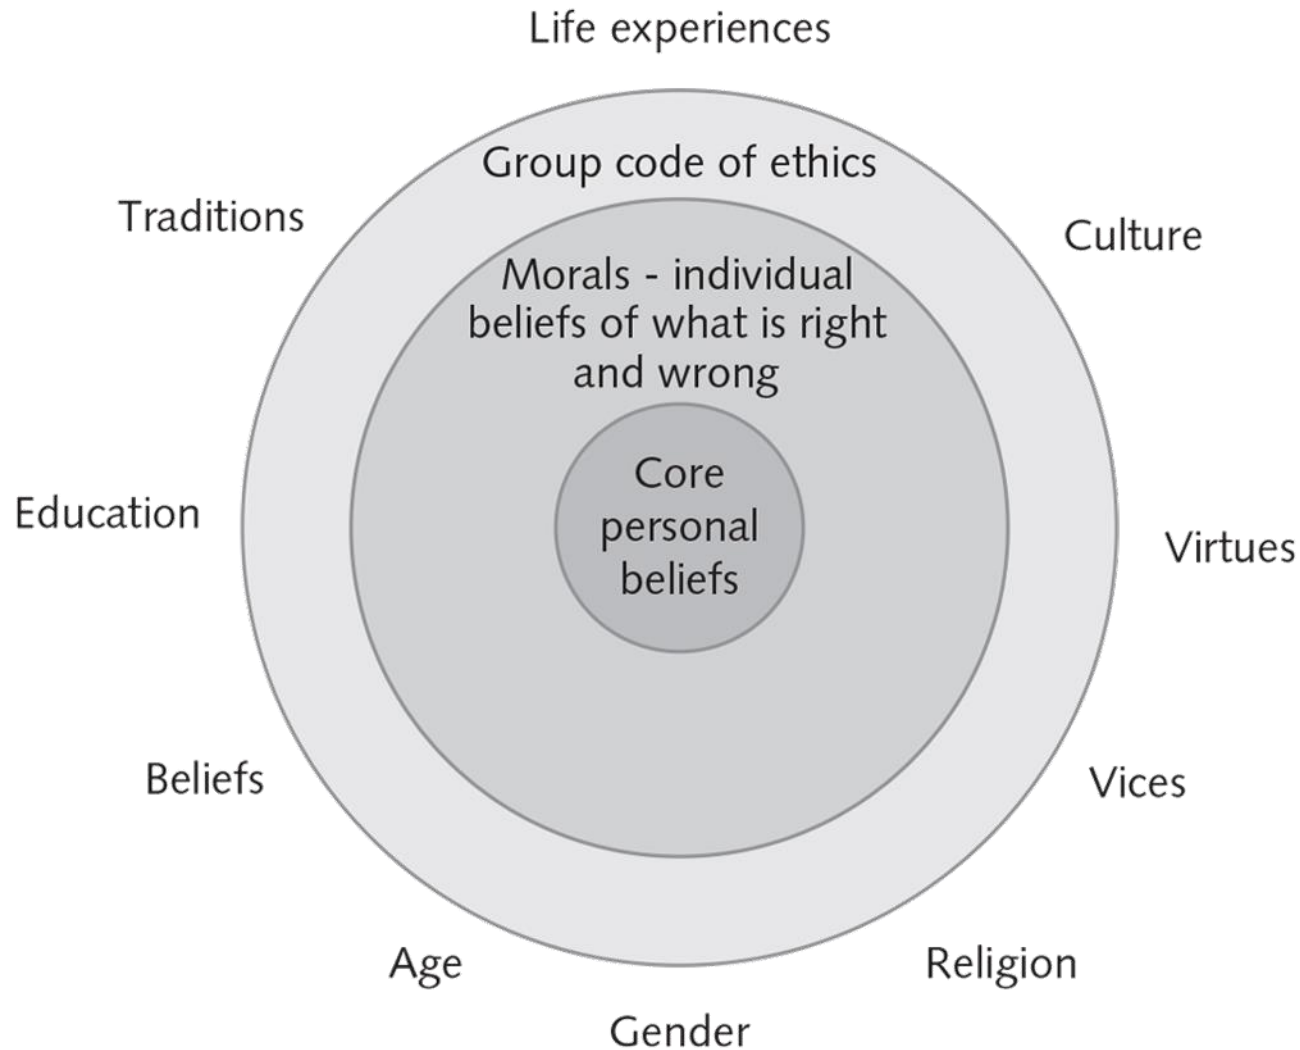 Life experiences
Group code of ethics
Traditions
Culture
Morals - individual
beliefs of what is right
and wrong
Core
personal
beliefs
Education
Virtues
Beliefs
Vices
Age
Religion
Gender